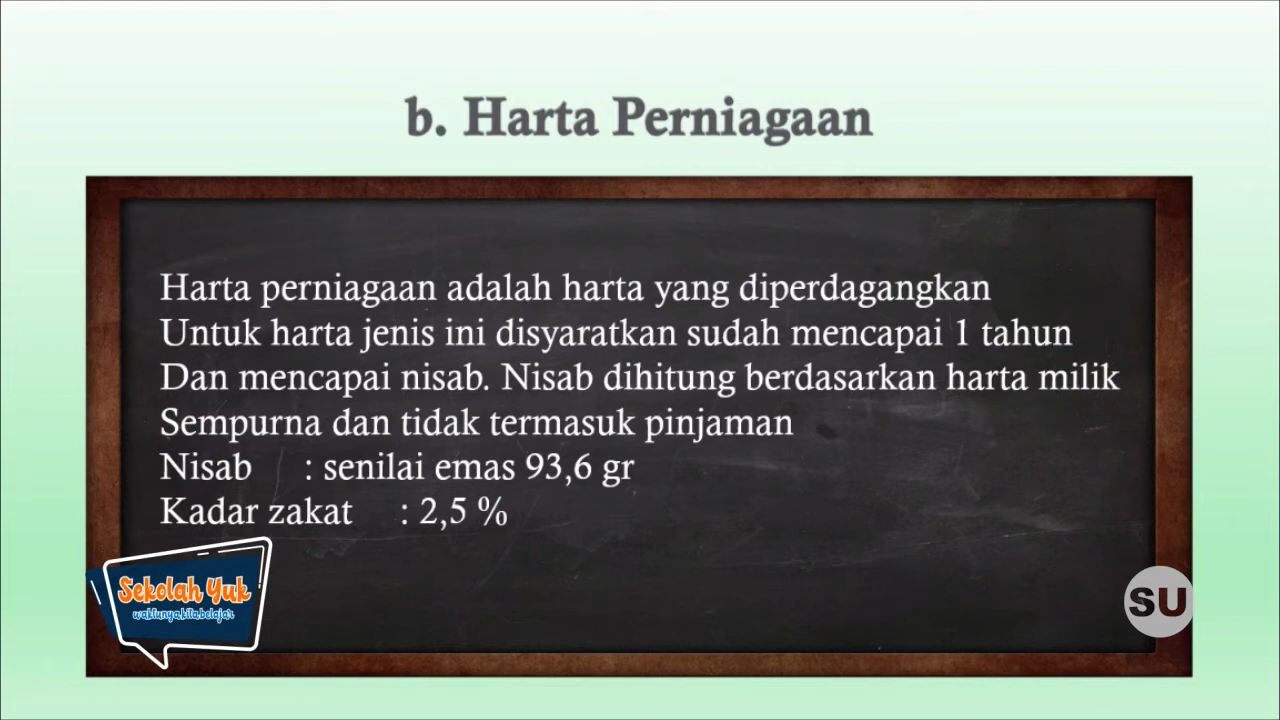 b. Harta Perniagaan
Harta perniagaan adalah harta yang diperdagangkan
Untuk harta jenis ini disyaratkan sudah mencapai 1 tahun
Dan mencapai nisab. Nisab dihitung berdasarkan harta milik
Sempurna dan tidak termasuk pinjaman
Nisab : senilai emas 93,6 gr
Kadar zakat : 2,5 %
Sekolah Yuk
waktunya kita belajar
SU